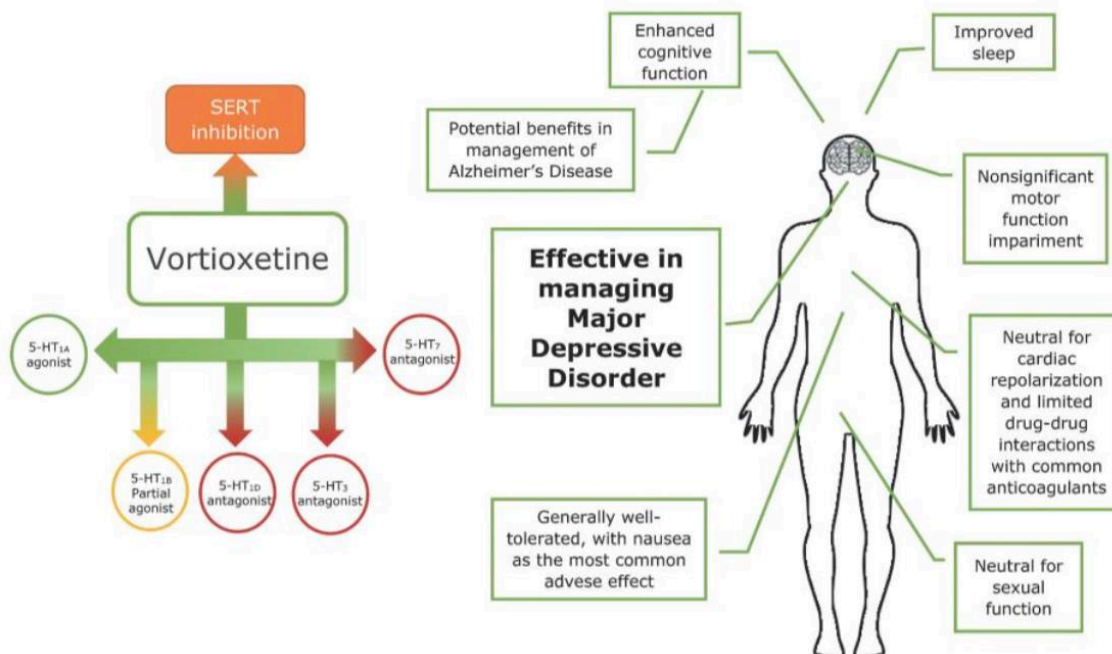 SERT
inhibition
Vortioxetine
5-HT₁A
agonist
5-HT₇
antagonist
5-HT₁B
Partial
agonist
5-HT₁D
antagonist
5-HT₃
antagonist
Enhanced
cognitive
function
Improved
sleep
Potential benefits in
management of
Alzheimer's Disease
Nonsignificant
motor
function
impariment
Effective in
managing
Major
Depressive
Disorder
Neutral for
cardiac
repolarization
and limited
drug-drug
interactions
with common
anticoagulants
Generally well-
tolerated, with nausea
as the most common
advese effect
Neutral for
sexual
function